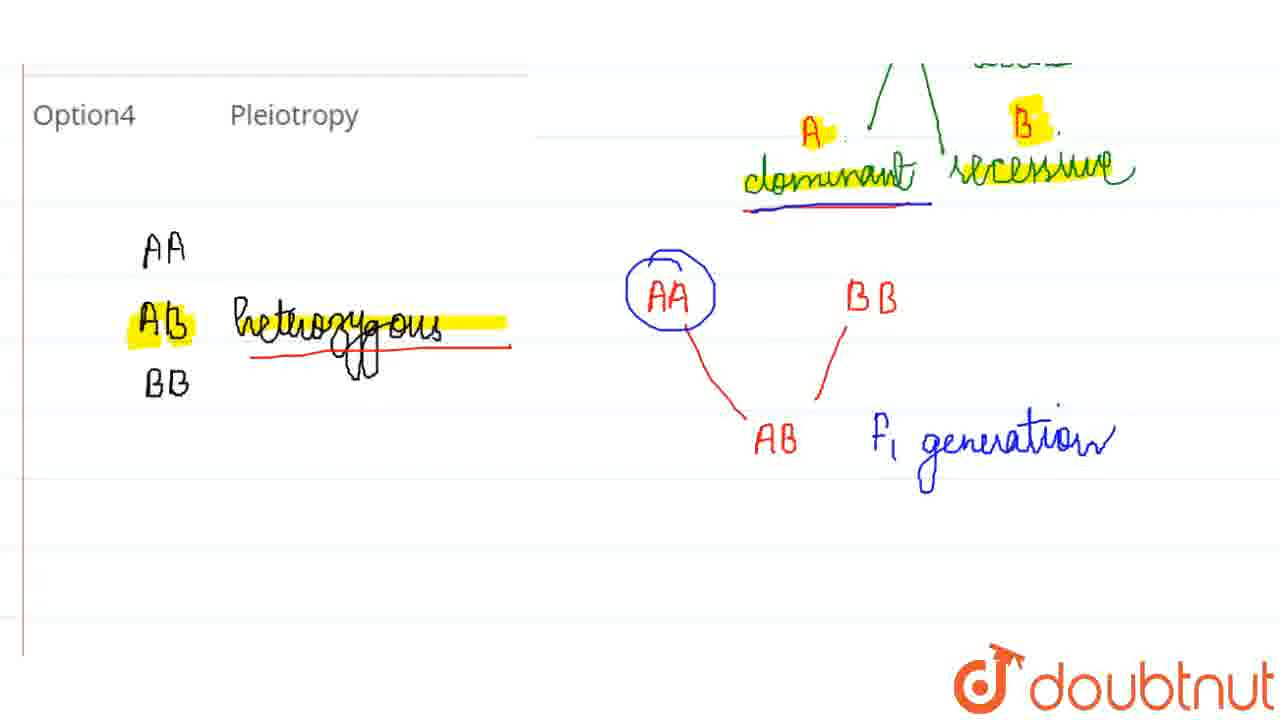 Option4 Pleiotropy
A B
dominant recessive
AA
AB heterozygous
BB
AA BB
AB F1 generation
doubtnut